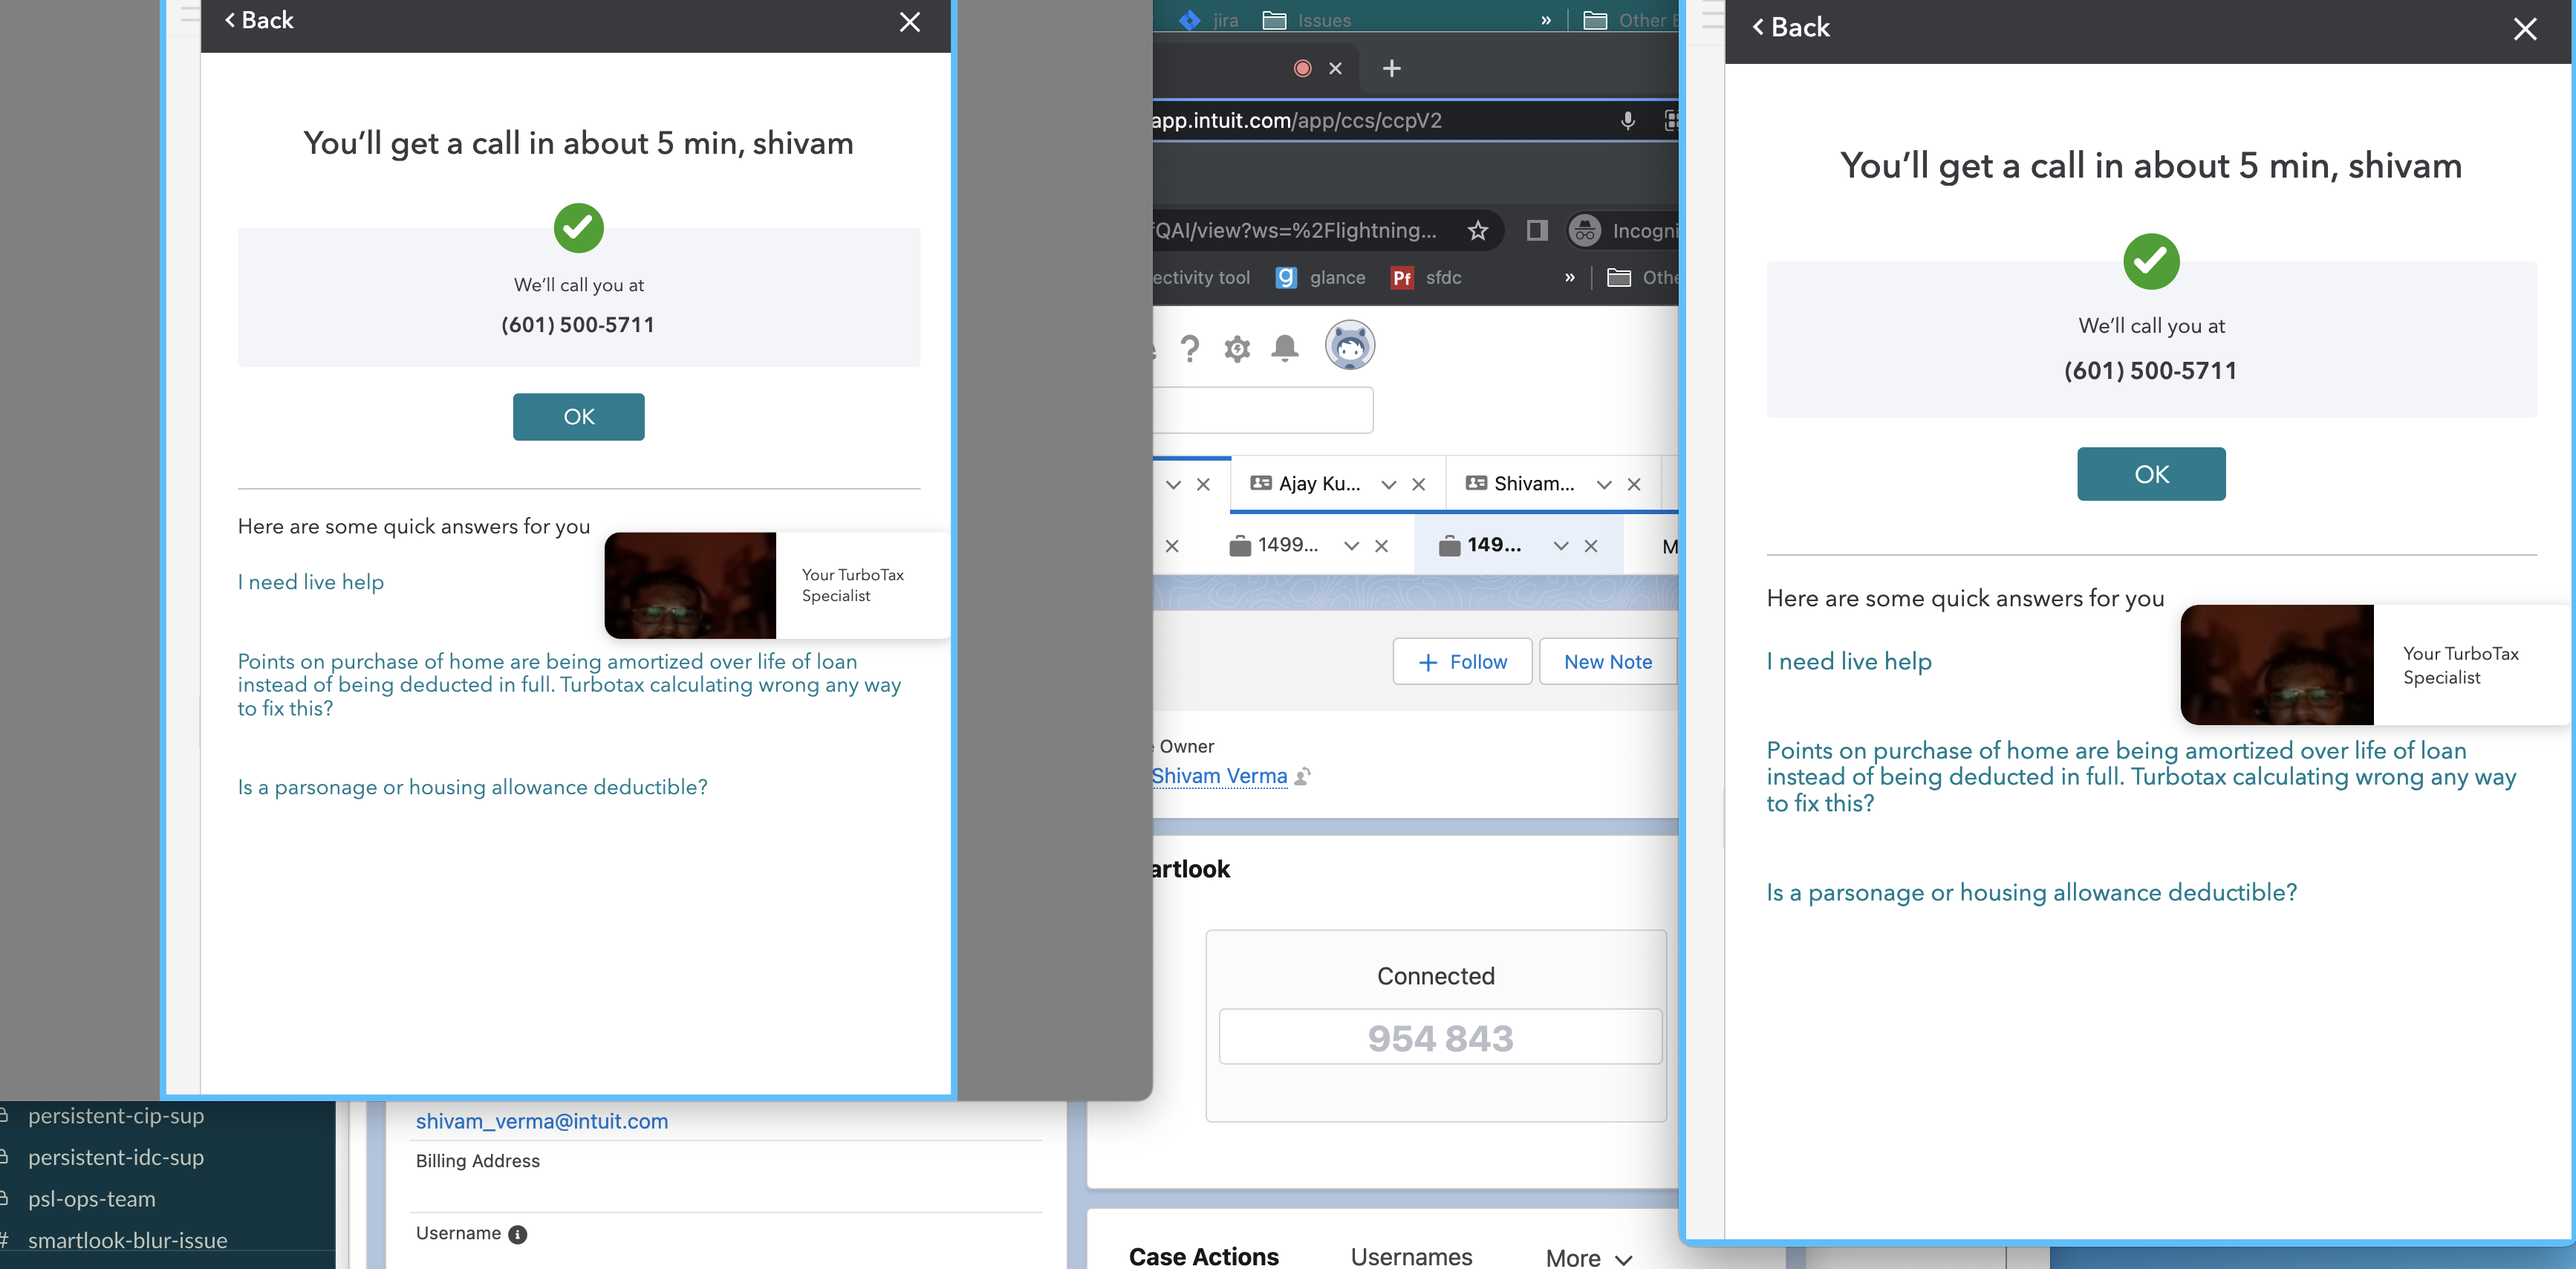 Back
You'll get a call in about 5 min, shivam
We'll call you at
(601) 500-5711
OK
Here are some quick answers for you
I need live help
Your TurboTax
Specialist
Points on purchase of home are being amortized over life of loan
instead of being deducted in full. Turbotax calculating wrong any way
to fix this?
Is a parsonage or housing allowance deductible?
persistent-cip-sup
persistent-idc-sup
psl-ops-team
# smartlook-blur-issue
shivam_verma@intuit.com
Billing Address
Username
jira
Issues
»
Other
app.intuit.com/app/ccs/ccpV2
QAI/view?ws=%2Flightning...
Incogni
ectivity tool
glance
Pf sfdc
»
Othe
Ajay Ku...
Shivam...
1499...
149...
M
+ Follow
New Note
Owner
Shivam Verma
artlook
Connected
954 843
Case Actions
Usernames
More
Back
You'll get a call in about 5 min, shivam
We'll call you at
(601) 500-5711
OK
Here are some quick answers for you
I need live help
Your TurboTax
Specialist
Points on purchase of home are being amortized over life of loan
instead of being deducted in full. Turbotax calculating wrong any way
to fix this?
Is a parsonage or housing allowance deductible?